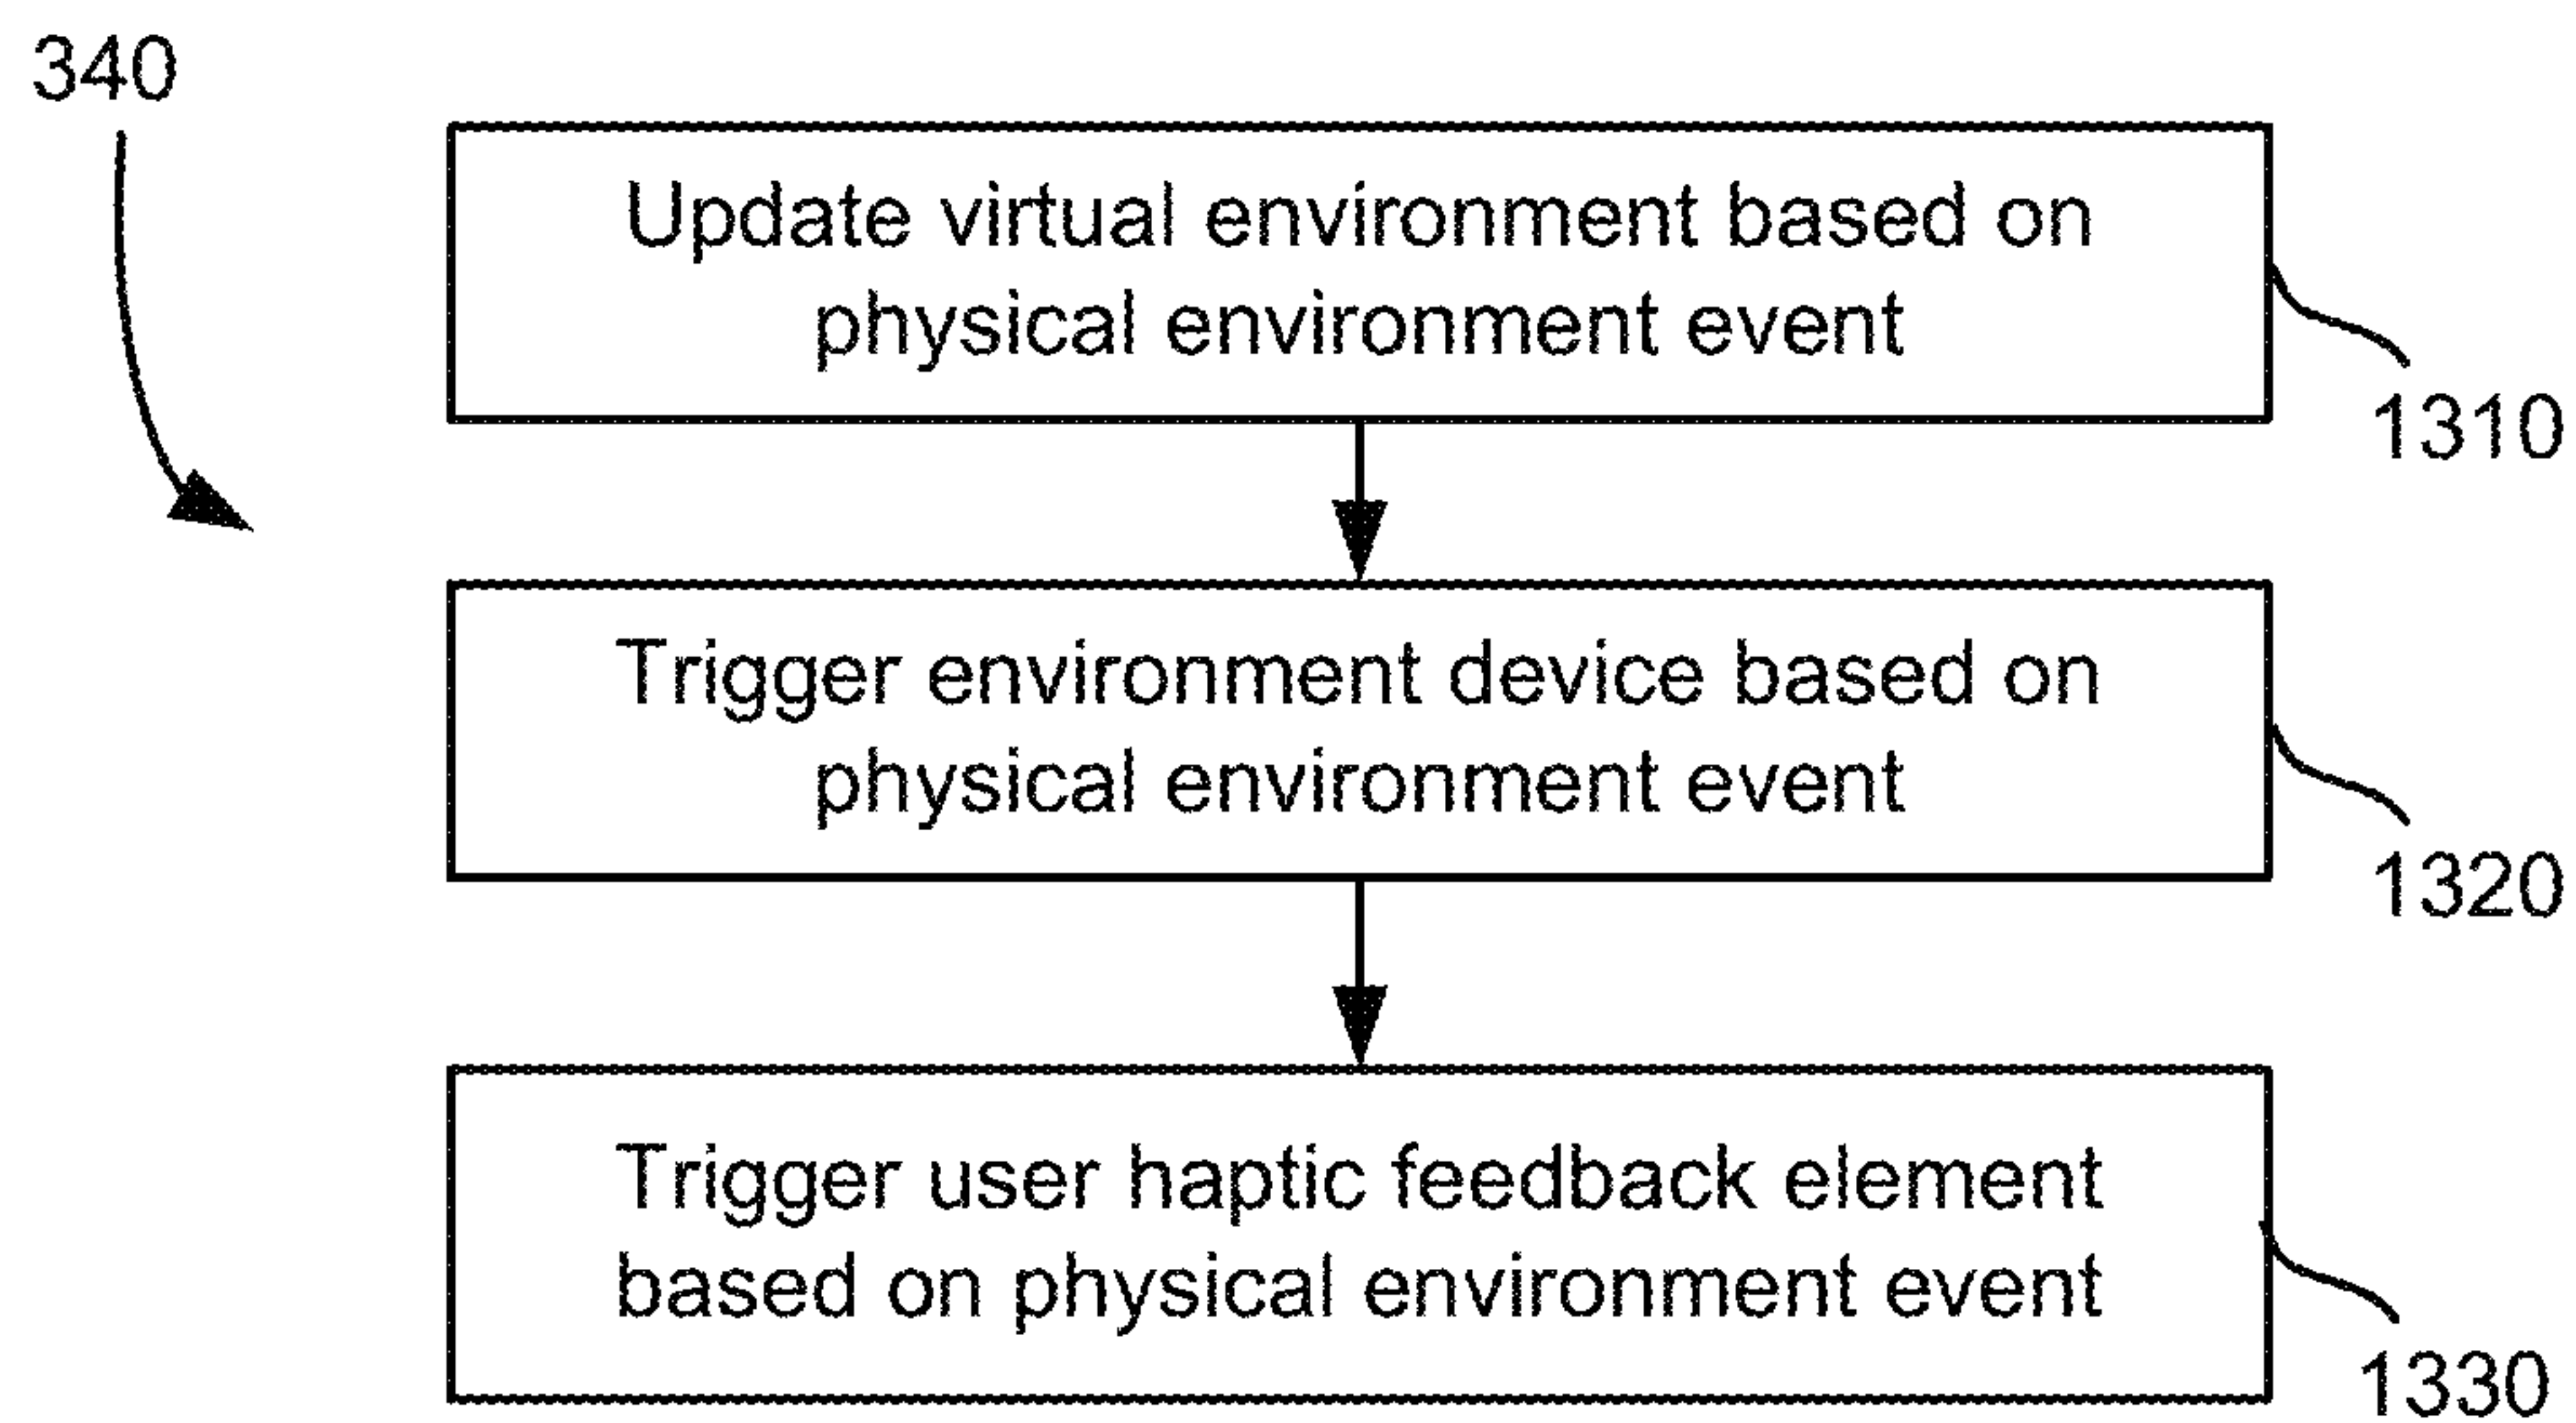 340
Update virtual environment based on
physical environment event
1310
Trigger environment device based on
physical environment event
1320
Trigger user haptic feedback element
based on physical environment event
1330